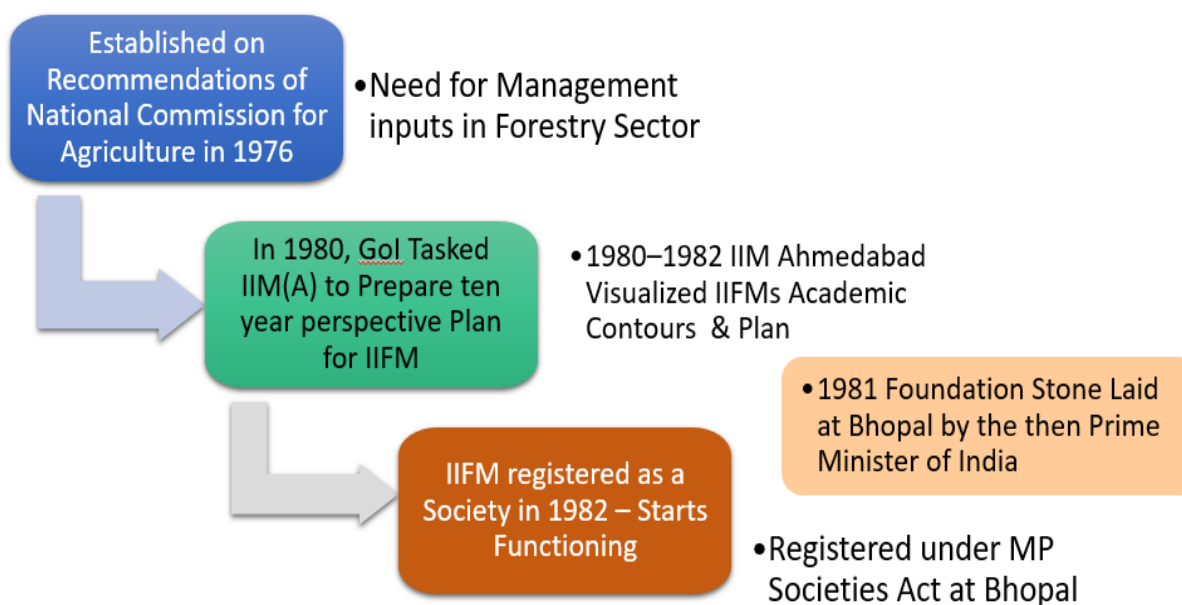 Established on
Recommendations of
National Commission for
Agriculture in 1976
•Need for Management
inputs in Forestry Sector
In 1980, GoI Tasked
IIM(A) to Prepare ten
year perspective Plan
for IIFM
•1980–1982 IIM Ahmedabad
Visualized IIFMs Academic
Contours & Plan
•1981 Foundation Stone Laid
at Bhopal by the then Prime
Minister of India
IIFM registered as a
Society in 1982 – Starts
Functioning
•Registered under MP
Societies Act at Bhopal